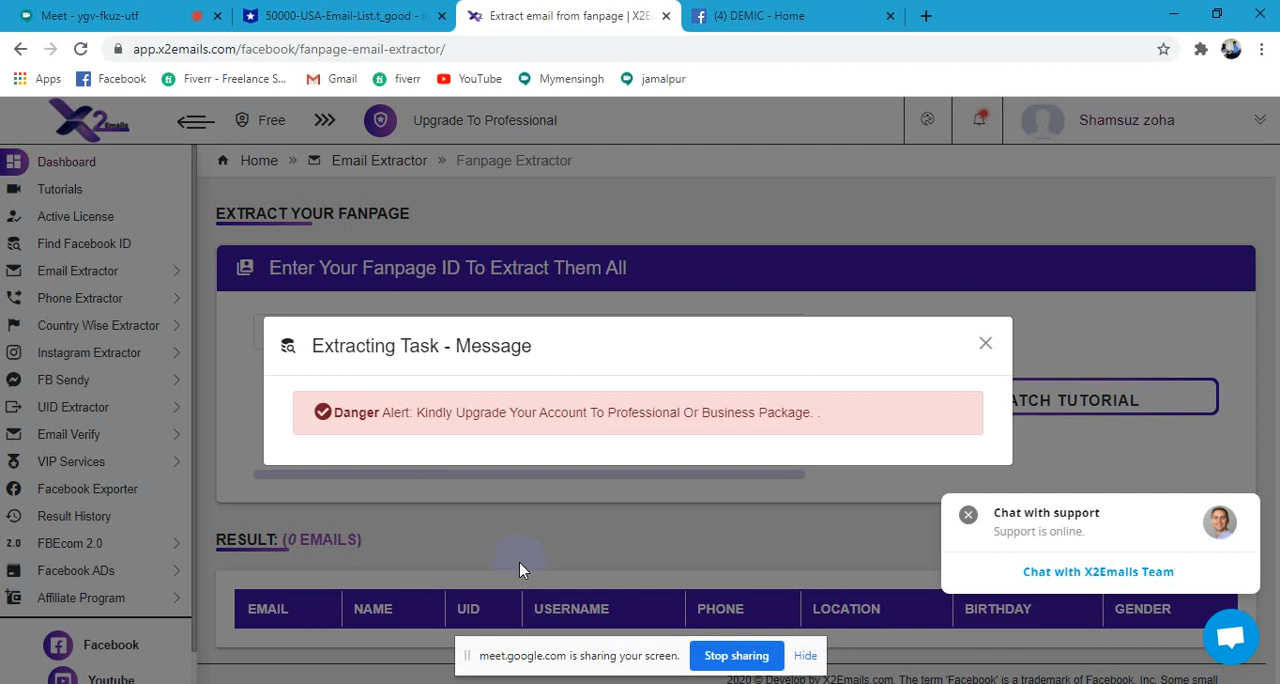 Meet - ygv-fkuz-utf
50000-USA-Email-List.t_good -
Extract email from fanpage | X2E
(4) DEMIC - Home
app.x2emails.com/facebook/fanpage-email-extractor/
Apps
Facebook
Fiverr - Freelance S...
Gmail
fiverr
YouTube
Mymensingh
jamalpur
X2 Emails
Free
Upgrade To Professional
Shamsuz zoha
Dashboard
Tutorials
Active License
Find Facebook ID
Email Extractor
Phone Extractor
Country Wise Extractor
Instagram Extractor
FB Sendy
UID Extractor
Email Verify
VIP Services
Facebook Exporter
Result History
2.0 FBEcom 2.0
Facebook ADs
Affiliate Program
Facebook
Youtube
Home » Email Extractor » Fanpage Extractor
EXTRACT YOUR FANPAGE
Enter Your Fanpage ID To Extract Them All
Extracting Task - Message
Danger Alert: Kindly Upgrade Your Account To Professional Or Business Package. .
ATCH TUTORIAL
RESULT: (0 EMAILS)
EMAIL NAME UID USERNAME PHONE LOCATION BIRTHDAY GENDER
Chat with support
Support is online.
Chat with X2Emails Team
meet.google.com is sharing your screen.
Stop sharing
Hide
2020 © Develop by X2Emails.com. The term 'Facebook' is a trademark of Facebook, Inc. Some small